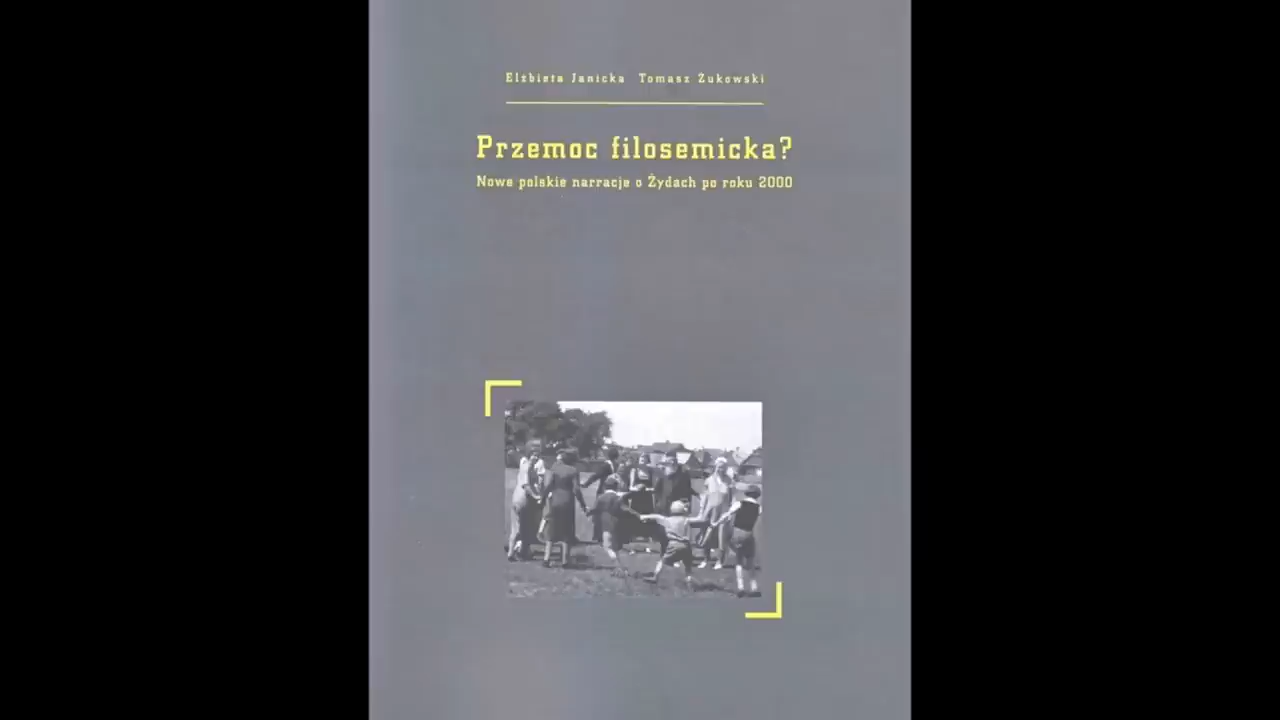 Elżbieta Janicka Tomasz Żukowski
Przemoc filosemicka?
Nowe polskie narracje o Żydach po roku 2000